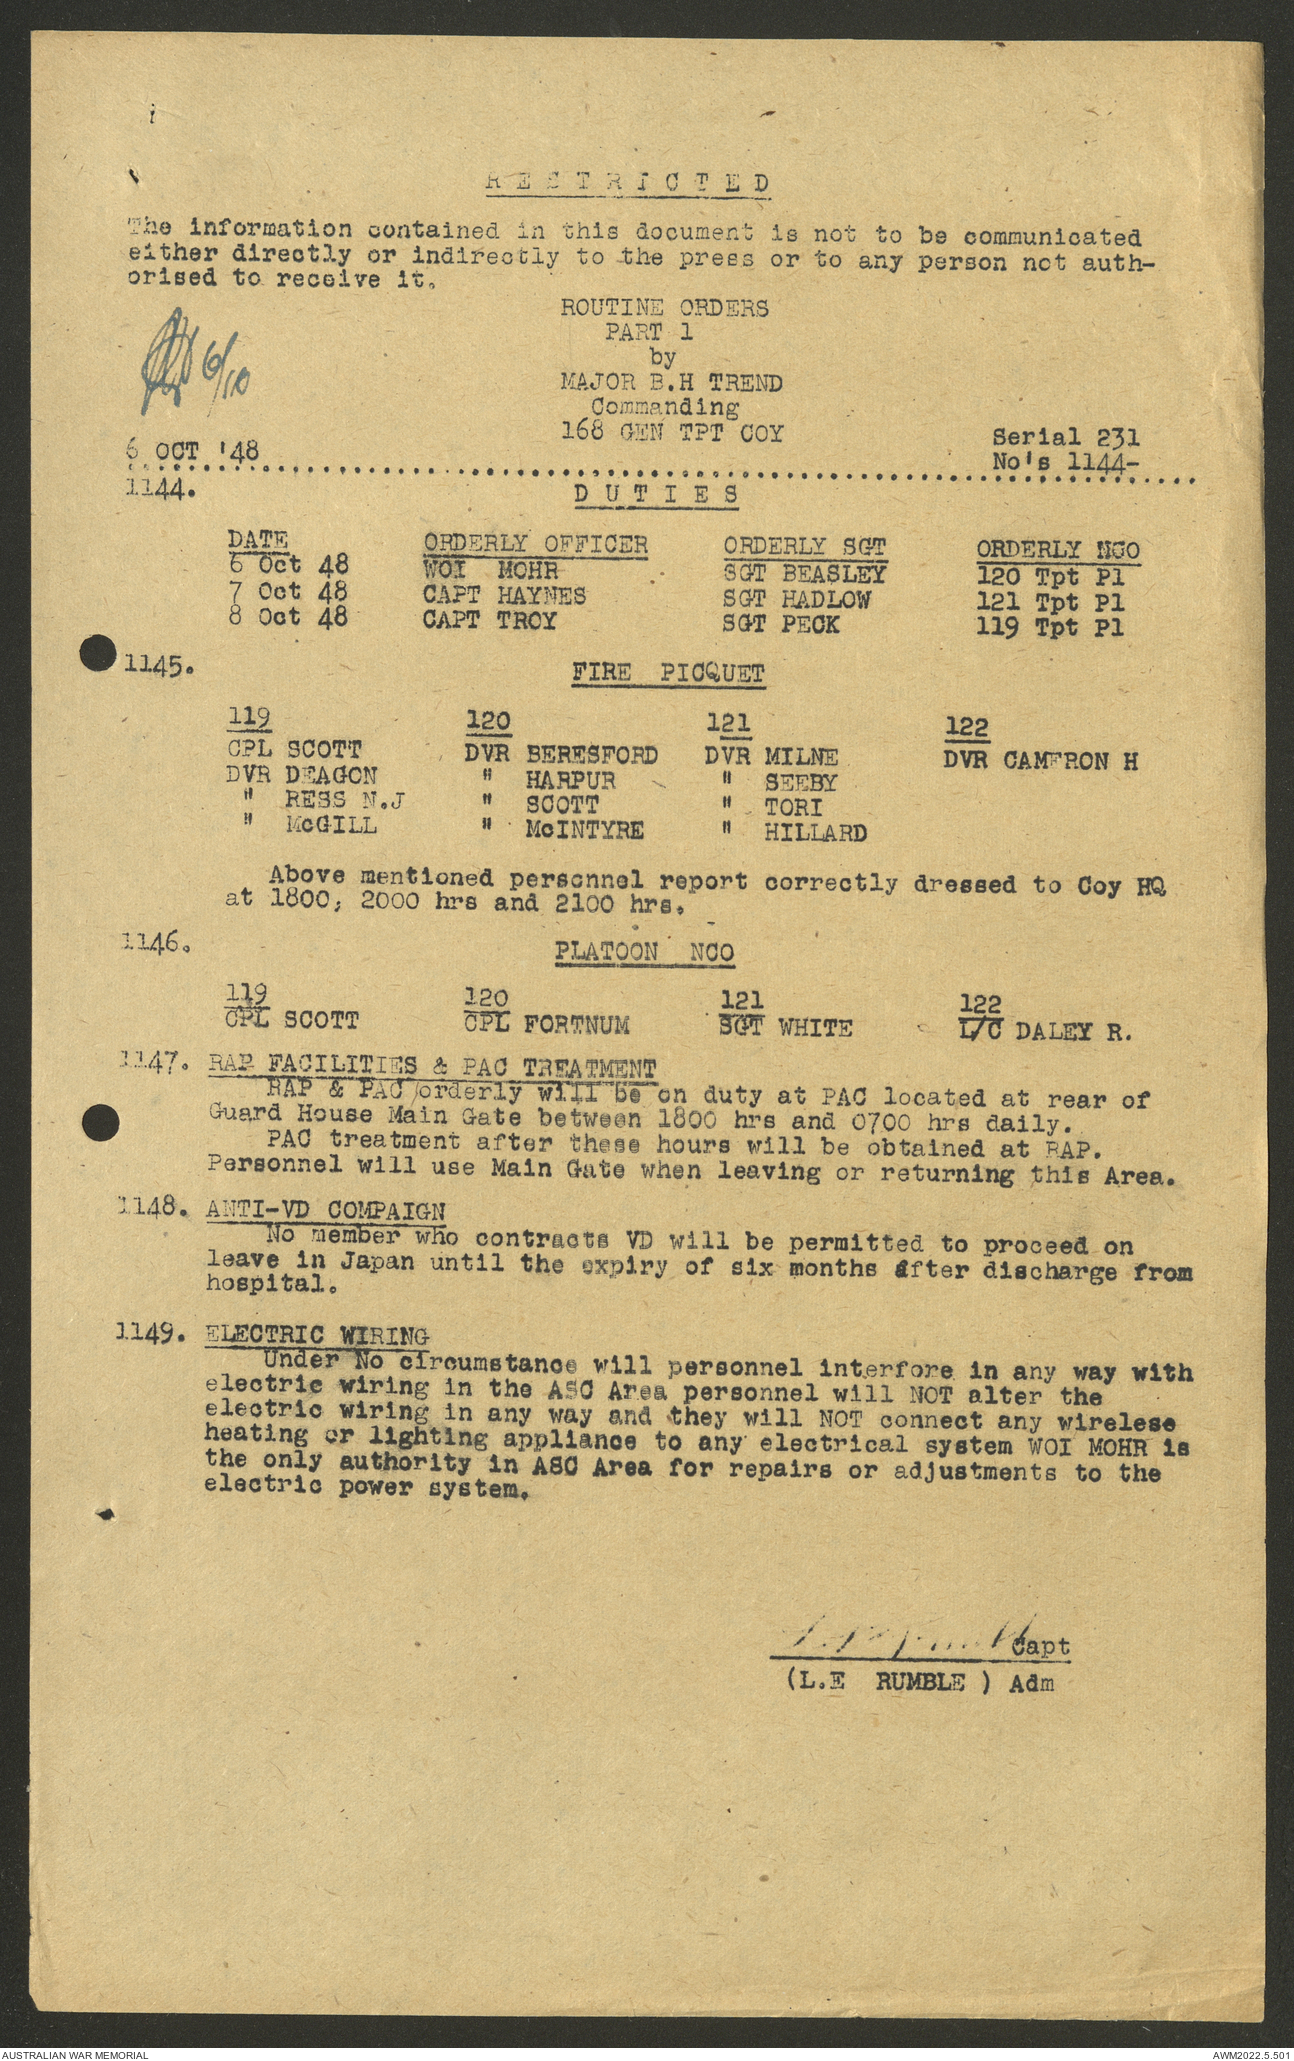 RESTRICTED
The information contained in this document is not to be communicated
either directly or indirectly to the press or to any person not auth-
orised to receive it.
ROUTINE ORDERS
PART 1
by
MAJOR B.H TREND
Commanding
168 GEN TPT COY
6/10
6 OCT '48
Serial 231
No's 1144-
1144. DUTIES
DATE ORDERLY OFFICER ORDERLY SGT ORDERLY NCO
6 Oct 48 WOI MOHR SGT BEASLEY 120 Tpt Pl
7 Oct 48 CAPT HAYNES SGT HADLOW 121 Tpt Pl
8 Oct 48 CAPT TROY SGT PECK 119 Tpt Pl
1145. FIRE PICQUET
119 120 121 122
CPL SCOTT DVR BERESFORD DVR MILNE DVR CAMFRON H
DVR DEAGON " HARPUR " SEEBY
" RESS N.J " SCOTT " TORI
" McGILL " McINTYRE " HILLARD
Above mentioned personnel report correctly dressed to Coy HQ
at 1800, 2000 hrs and 2100 hrs.
1146. PLATOON NCO
119 120 121 122
CPL SCOTT CPL FORTNUM SGT WHITE L/C DALEY R.
1147. RAP FACILITIES & PAC TREATMENT
RAP & PAC orderly will be on duty at PAC located at rear of
Guard House Main Gate between 1800 hrs and 0700 hrs daily.
PAC treatment after these hours will be obtained at RAP.
Personnel will use Main Gate when leaving or returning this Area.
1148. ANTI-VD COMPAIGN
No member who contracts VD will be permitted to proceed on
leave in Japan until the expiry of six months after discharge from
hospital.
1149. ELECTRIC WIRING
Under No circumstance will personnel interfore in any way with
electric wiring in the ASC Area personnel will NOT alter the
electric wiring in any way and they will NOT connect any wirelese
heating or lighting appliance to any electrical system WOI MOHR is
the only authority in ASC Area for repairs or adjustments to the
electric power system.
Capt
(L.E RUMBLE ) Adm
AUSTRALIAN WAR MEMORIAL
AWM2022.5.501